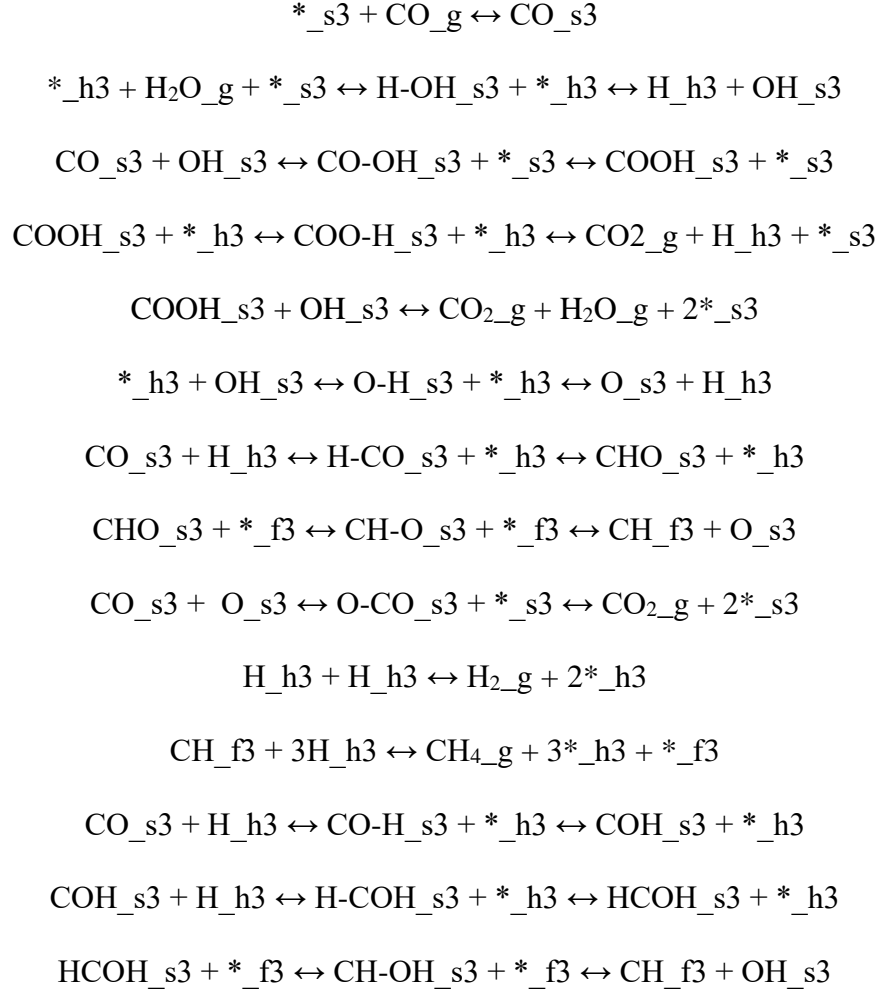 *_s3 + CO_g ↔ CO_s3
*_h3 + H₂O_g + *_s3 ↔ H-OH_s3 + *_h3 ↔ H_h3 + OH_s3
CO_s3 + OH_s3 ↔ CO-OH_s3 + *_s3 ↔ COOH_s3 + *_s3
COOH_s3 + *_h3 ↔ COO-H_s3 + *_h3 ↔ CO2_g + H_h3 + *_s3
COOH_s3 + OH_s3 ↔ CO₂_g + H₂O_g + 2*_s3
*_h3 + OH_s3 ↔ O-H_s3 + *_h3 ↔ O_s3 + H_h3
CO_s3 + H_h3 ↔ H-CO_s3 + *_h3 ↔ CHO_s3 + *_h3
CHO_s3 + *_f3 ↔ CH-O_s3 + *_f3 ↔ CH_f3 + O_s3
CO_s3 + O_s3 ↔ O-CO_s3 + *_s3 ↔ CO₂_g + 2*_s3
H_h3 + H_h3 ↔ H₂_g + 2*_h3
CH_f3 + 3H_h3 ↔ CH₄_g + 3*_h3 + *_f3
CO_s3 + H_h3 ↔ CO-H_s3 + *_h3 ↔ COH_s3 + *_h3
COH_s3 + H_h3 ↔ H-COH_s3 + *_h3 ↔ HCOH_s3 + *_h3
HCOH_s3 + *_f3 ↔ CH-OH_s3 + *_f3 ↔ CH_f3 + OH_s3